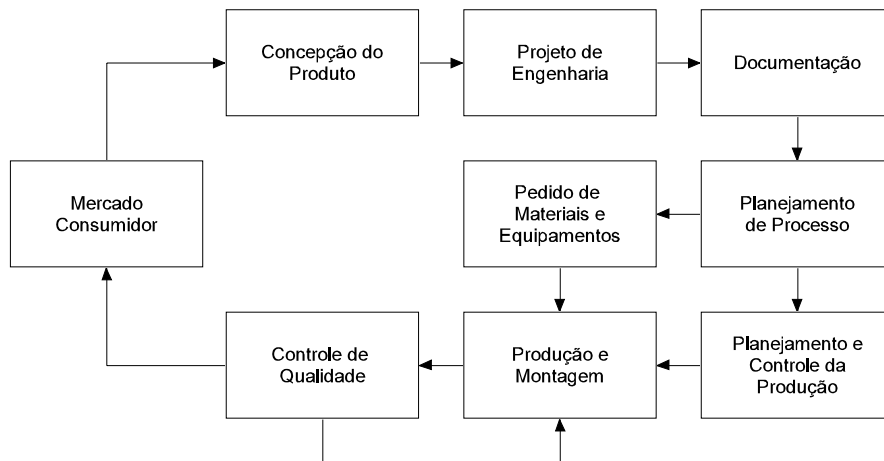 Concepção do
Produto
Projeto de
Engenharia
Documentação
Mercado
Consumidor
Pedido de
Materiais e
Equipamentos
Planejamento
de Processo
Controle de
Qualidade
Produção e
Montagem
Planejamento e
Controle da
Produção